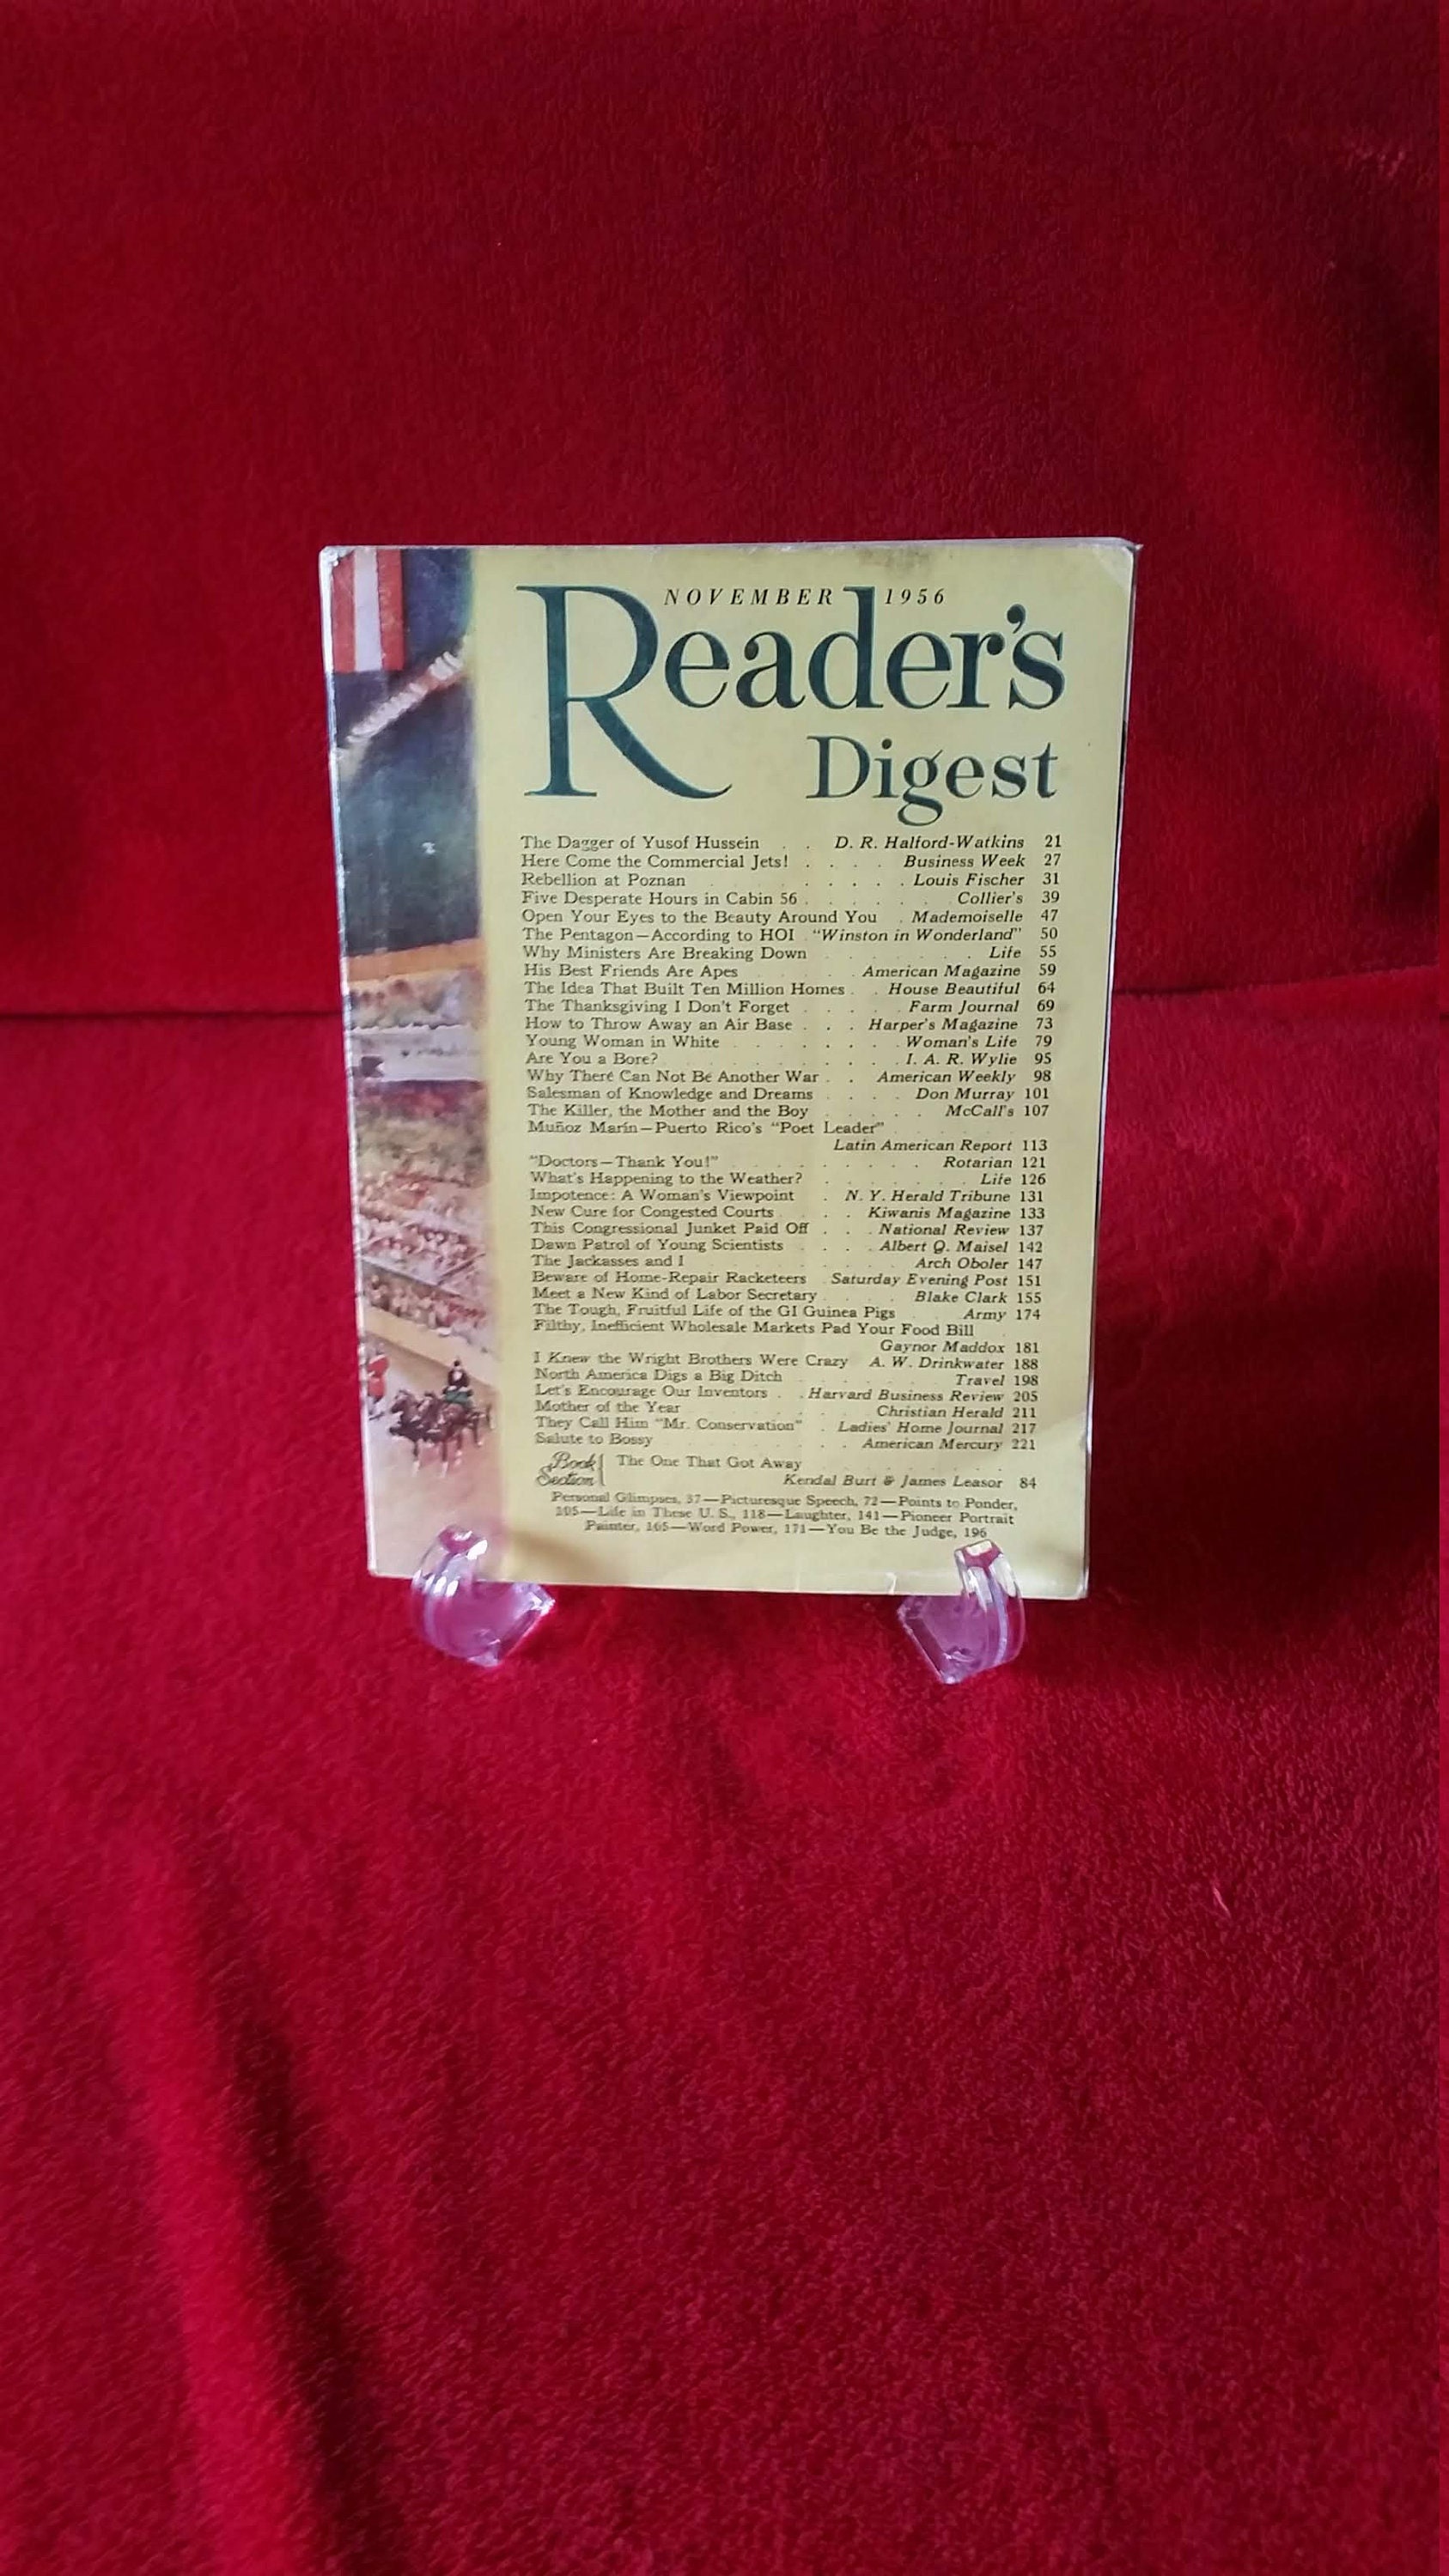 NOVEMBER 1956
Reader's
Digest
The Dagger of Yusof Hussein . . D. R. Halford-Watkins 21
Here Come the Commercial Jets! . . . . Business Week 27
Rebellion at Poznan . . . . . . . Louis Fischer 31
Five Desperate Hours in Cabin 56 . . . . . . Collier's 39
Open Your Eyes to the Beauty Around You . Mademoiselle 47
The Pentagon—According to HOI . "Winston in Wonderland" 50
Why Ministers Are Breaking Down . . . . . . Life 55
His Best Friends Are Apes . . . . American Magazine 59
The Idea That Built Ten Million Homes . . House Beautiful 64
The Thanksgiving I Don't Forget . . . . . Farm Journal 69
How to Throw Away an Air Base . . . Harper's Magazine 73
Young Woman in White . . . . . . . Woman's Life 79
Are You a Bore? . . . . . . . . . I. A. R. Wylie 95
Why There Can Not Be Another War . . American Weekly 98
Salesman of Knowledge and Dreams . . . . Don Murray 101
The Killer, the Mother and the Boy . . . . . McCall's 107
Muñoz Marín—Puerto Rico's "Poet Leader" . . . . .
Latin American Report 113
"Doctors—Thank You!" . . . . . . . . Rotarian 121
What's Happening to the Weather? . . . . . . Life 126
Impotence: A Woman's Viewpoint . N. Y. Herald Tribune 131
New Cure for Congested Courts . . . Kiwanis Magazine 133
This Congressional Junket Paid Off . . . National Review 137
Dawn Patrol of Young Scientists . . . . Albert Q. Maisel 142
The Jackasses and I . . . . . . . . Arch Oboler 147
Beware of Home-Repair Racketeers . Saturday Evening Post 151
Meet a New Kind of Labor Secretary . . . . Blake Clark 155
The Tough, Fruitful Life of the GI Guinea Pigs . . Army 174
Filthy, Inefficient Wholesale Markets Pad Your Food Bill .
Gaynor Maddox 181
I Knew the Wright Brothers Were Crazy A. W. Drinkwater 188
North America Digs a Big Ditch . . . . . . Travel 198
Let's Encourage Our Inventors . . Harvard Business Review 205
Mother of the Year . . . . . . Christian Herald 211
They Call Him "Mr. Conservation" . Ladies' Home Journal 217
Salute to Bossy . . . . . . . . American Mercury 221
Book Section The One That Got Away . . . . . .
Kendal Burt & James Leasor 84
Personal Glimpses, 37—Picturesque Speech, 72—Points to Ponder,
105—Life in These U. S., 118—Laughter, 141—Pioneer Portrait
Painter, 165—Word Power, 171—You Be the Judge, 196